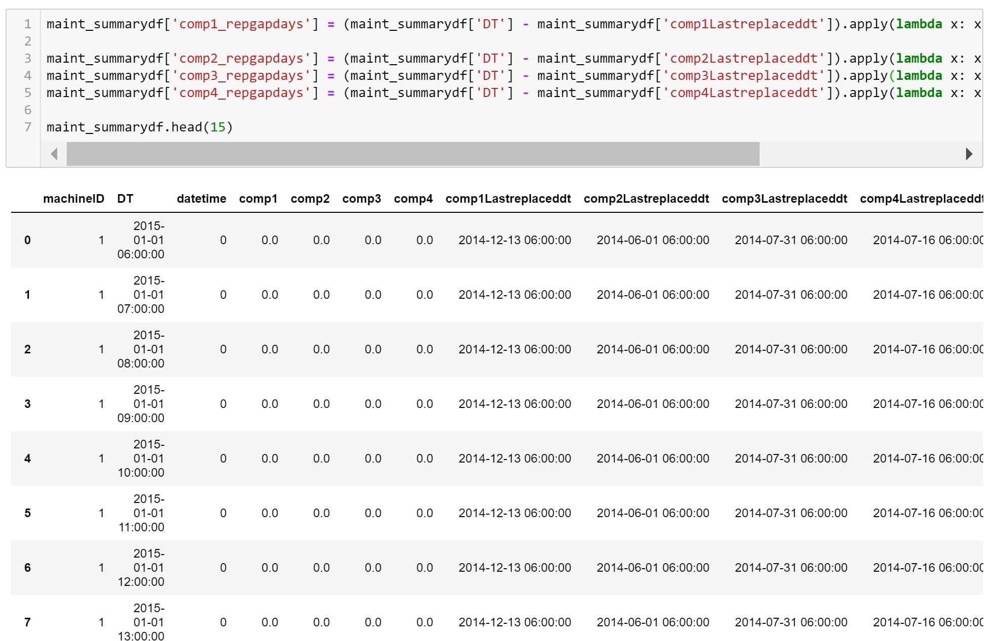 1 maint_summarydf['comp1_repgapdays'] = (maint_summarydf['DT'] - maint_summarydf['comp1Lastreplaceddt']).apply(lambda x: x
2
3 maint_summarydf['comp2_repgapdays'] = (maint_summarydf['DT'] - maint_summarydf['comp2Lastreplaceddt']).apply(lambda x: x
4 maint_summarydf['comp3_repgapdays'] = (maint_summarydf['DT'] - maint_summarydf['comp3Lastreplaceddt']).apply(lambda x: x
5 maint_summarydf['comp4_repgapdays'] = (maint_summarydf['DT'] - maint_summarydf['comp4Lastreplaceddt']).apply(lambda x: x
6
7 maint_summarydf.head(15)
machineID DT datetime comp1 comp2 comp3 comp4 comp1Lastreplaceddt comp2Lastreplaceddt comp3Lastreplaceddt comp4Lastreplaceddt
2015-
0 1 01-01 0 0.0 0.0 0.0 0.0 2014-12-13 06:00:00 2014-06-01 06:00:00 2014-07-31 06:00:00 2014-07-16 06:00:00
06:00:00
2015-
1 1 01-01 0 0.0 0.0 0.0 0.0 2014-12-13 06:00:00 2014-06-01 06:00:00 2014-07-31 06:00:00 2014-07-16 06:00:00
07:00:00
2015-
2 1 01-01 0 0.0 0.0 0.0 0.0 2014-12-13 06:00:00 2014-06-01 06:00:00 2014-07-31 06:00:00 2014-07-16 06:00:00
08:00:00
2015-
3 1 01-01 0 0.0 0.0 0.0 0.0 2014-12-13 06:00:00 2014-06-01 06:00:00 2014-07-31 06:00:00 2014-07-16 06:00:00
09:00:00
2015-
4 1 01-01 0 0.0 0.0 0.0 0.0 2014-12-13 06:00:00 2014-06-01 06:00:00 2014-07-31 06:00:00 2014-07-16 06:00:00
10:00:00
2015-
5 1 01-01 0 0.0 0.0 0.0 0.0 2014-12-13 06:00:00 2014-06-01 06:00:00 2014-07-31 06:00:00 2014-07-16 06:00:00
11:00:00
2015-
6 1 01-01 0 0.0 0.0 0.0 0.0 2014-12-13 06:00:00 2014-06-01 06:00:00 2014-07-31 06:00:00 2014-07-16 06:00:00
12:00:00
2015-
7 1 01-01 0 0.0 0.0 0.0 0.0 2014-12-13 06:00:00 2014-06-01 06:00:00 2014-07-31 06:00:00 2014-07-16 06:00:00
13:00:00